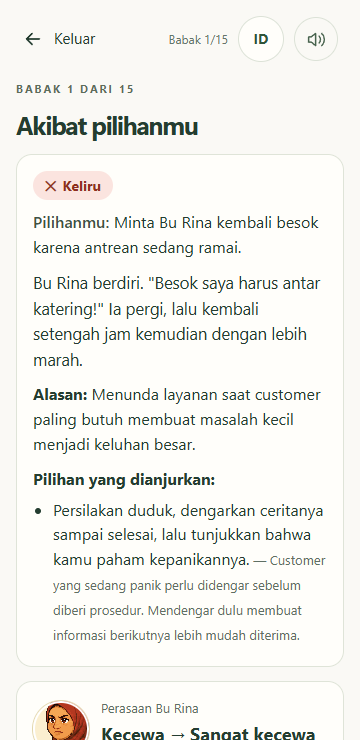 Keluar
Babak 1/15
ID
BABAK 1 DARI 15
Akibat pilihanmu
Keliru
Pilihanmu: Minta Bu Rina kembali besok
karena antrean sedang ramai.
Bu Rina berdiri. "Besok saya harus antar
katering!" Ia pergi, lalu kembali
setengah jam kemudian dengan lebih
marah.
Alasan: Menunda layanan saat customer
paling butuh membuat masalah kecil
menjadi keluhan besar.
Pilihan yang dianjurkan:
• Persilakan duduk, dengarkan ceritanya
sampai selesai, lalu tunjukkan bahwa
kamu paham kepanikannya. — Customer
yang sedang panik perlu didengar sebelum
diberi prosedur. Mendengar dulu membuat
informasi berikutnya lebih mudah diterima.
Perasaan Bu Rina
Kecewa → Sangat kecewa